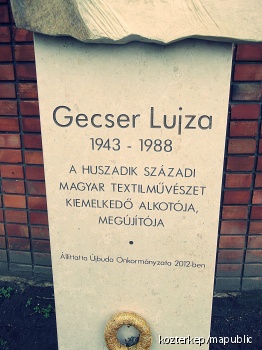 Gecser Lujza
1943 - 1988
A HUSZADIK SZÁZADI
MAGYAR TEXTILMŰVÉSZET
KIEMELKEDŐ ALKOTÓJA,
MEGÚJÍTÓJA
•
Állíttatta Újbuda Önkormányzata 2012-ben
kozterkep/mapublic